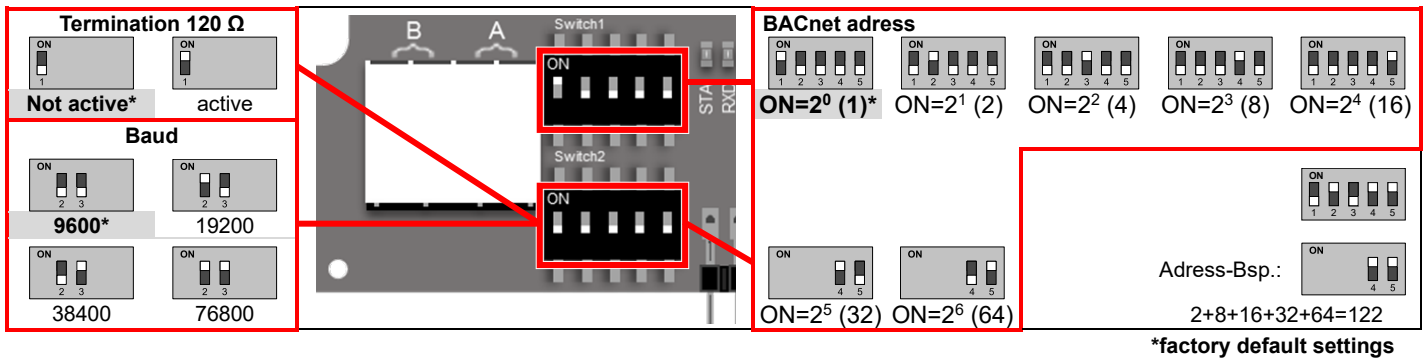 Termination 120 Ω
ON
1
Not active*
ON
1
active
Baud
ON
2 3
9600*
ON
2 3
19200
ON
2 3
38400
ON
2 3
76800
B
A
Switch1
ON
STA
RXD
Switch2
ON
BACnet adress
ON
1 2 3 4 5
ON=2⁰ (1)*
ON
1 2 3 4 5
ON=2¹ (2)
ON
1 2 3 4 5
ON=2² (4)
ON
1 2 3 4 5
ON=2³ (8)
ON
1 2 3 4 5
ON=2⁴ (16)
ON
4 5
ON=2⁵ (32)
ON
4 5
ON=2⁶ (64)
ON
1 2 3 4 5
Adress-Bsp.:
ON
4 5
2+8+16+32+64=122
*factory default settings